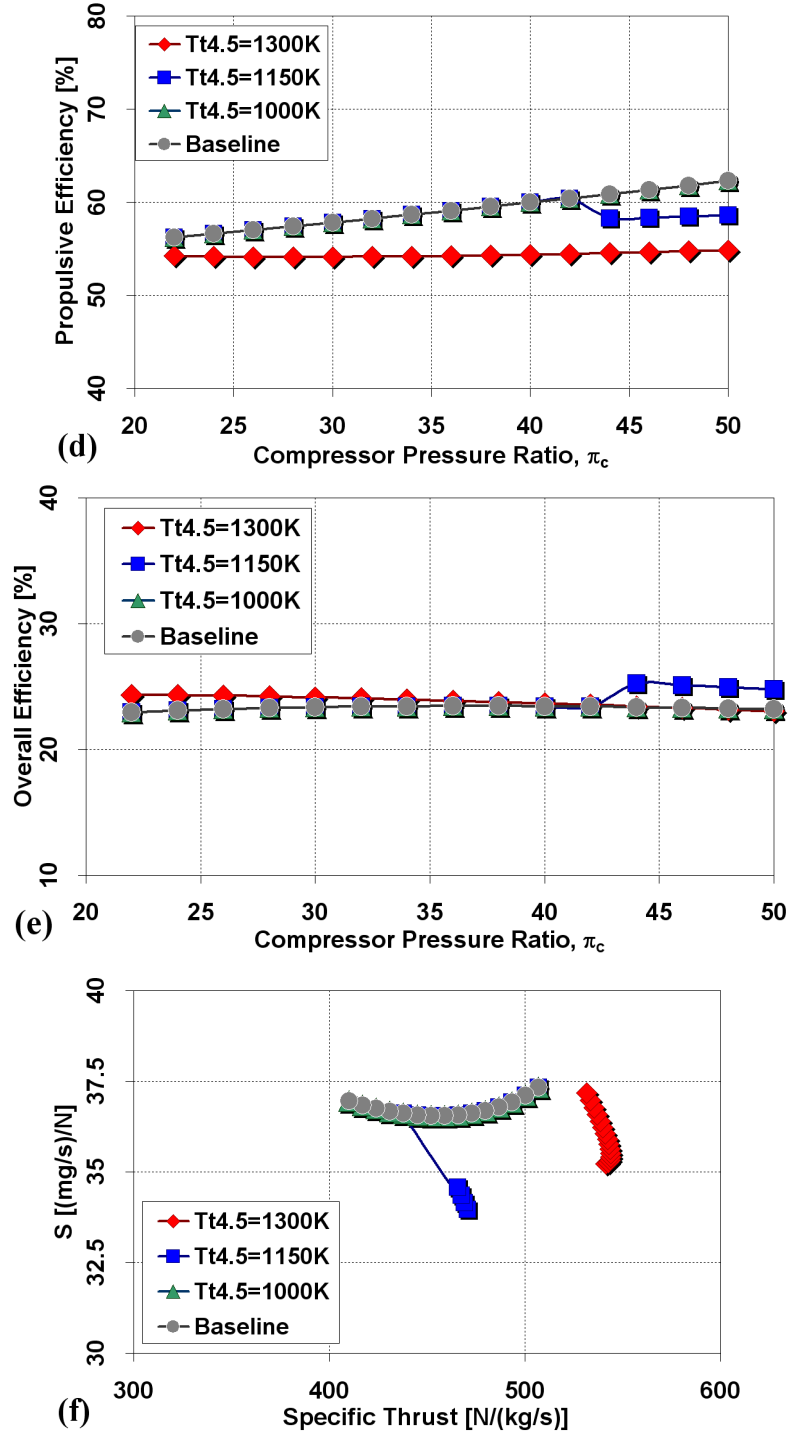 80
70
60
50
40
Propulsive Efficiency [%]
Tt4.5=1300K
Tt4.5=1150K
Tt4.5=1000K
Baseline
20 25 30 35 40 45 50
(d) Compressor Pressure Ratio, πc
40
30
20
10
Overall Efficiency [%]
Tt4.5=1300K
Tt4.5=1150K
Tt4.5=1000K
Baseline
20 25 30 35 40 45 50
(e) Compressor Pressure Ratio, πc
40
37.5
35
32.5
30
S [(mg/s)/N]
Tt4.5=1300K
Tt4.5=1150K
Tt4.5=1000K
Baseline
300 400 500 600
(f) Specific Thrust [N/(kg/s)]